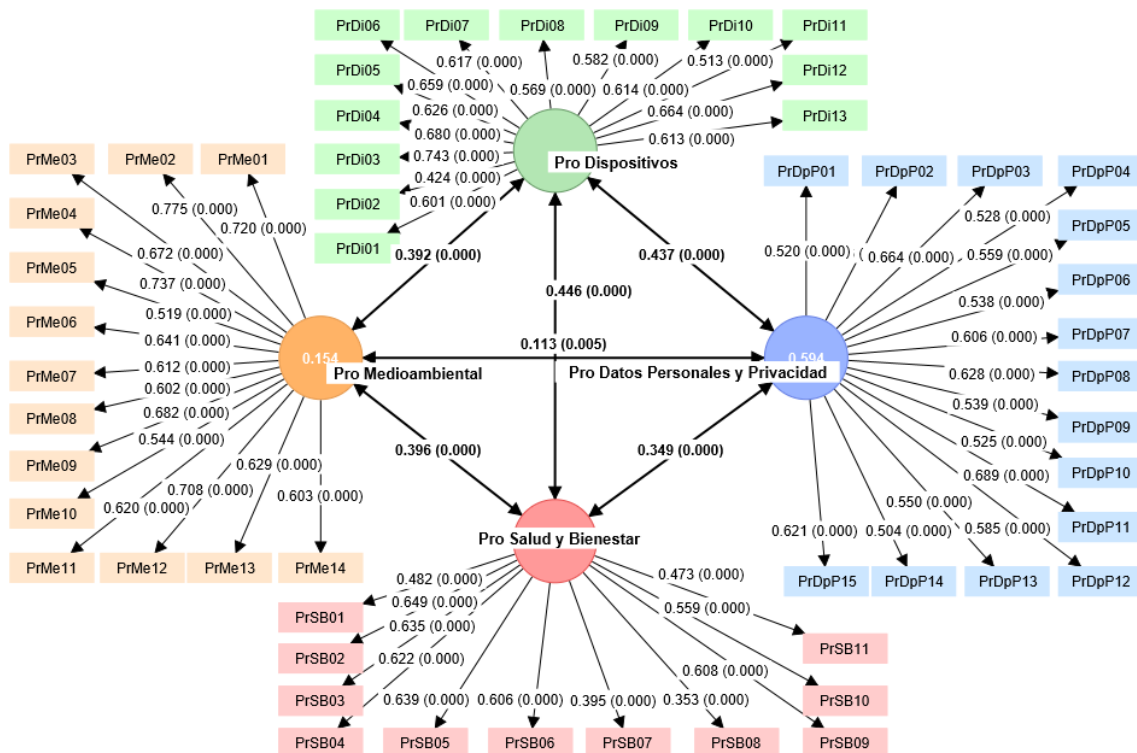 PrDi06
PrDi07
PrDi08
PrDi09
PrDi10
PrDi11
PrDi05
PrDi12
PrDi04
PrDi13
PrDi03
PrDi02
PrDi01
0.617 (0.000)
0.582 (0.000)
0.513 (0.000)
0.659 (0.000)
0.569 (0.000)
0.614 (0.000)
0.626 (0.000)
0.664 (0.000)
0.680 (0.000)
0.613 (0.000)
0.743 (0.000)
0.424 (0.000)
0.601 (0.000)
Pro Dispositivos
PrMe03
PrMe02
PrMe01
PrMe04
PrMe05
PrMe06
PrMe07
PrMe08
PrMe09
PrMe10
PrMe11
PrMe12
PrMe13
PrMe14
0.775 (0.000)
0.720 (0.000)
0.672 (0.000)
0.737 (0.000)
0.519 (0.000)
0.641 (0.000)
0.612 (0.000)
0.602 (0.000)
0.682 (0.000)
0.544 (0.000)
0.629 (0.000)
0.708 (0.000)
0.603 (0.000)
0.620 (0.000)
0.154
Pro Medioambiental
0.392 (0.000)
0.437 (0.000)
0.446 (0.000)
0.113 (0.005)
0.396 (0.000)
0.349 (0.000)
PrDpP01
PrDpP02
PrDpP03
PrDpP04
PrDpP05
PrDpP06
PrDpP07
PrDpP08
PrDpP09
PrDpP10
PrDpP11
PrDpP12
PrDpP13
PrDpP14
PrDpP15
0.528 (0.000)
0.520 (0.000)
0.664 (0.000)
0.559 (0.000)
0.538 (0.000)
0.606 (0.000)
0.628 (0.000)
0.539 (0.000)
0.525 (0.000)
0.689 (0.000)
0.550 (0.000)
0.585 (0.000)
0.504 (0.000)
0.621 (0.000)
0.594
Pro Datos Personales y Privacidad
Pro Salud y Bienestar
0.482 (0.000)
0.649 (0.000)
0.635 (0.000)
0.622 (0.000)
0.639 (0.000)
0.606 (0.000)
0.395 (0.000)
0.353 (0.000)
0.608 (0.000)
0.559 (0.000)
0.473 (0.000)
PrSB01
PrSB02
PrSB03
PrSB04
PrSB05
PrSB06
PrSB07
PrSB08
PrSB09
PrSB10
PrSB11